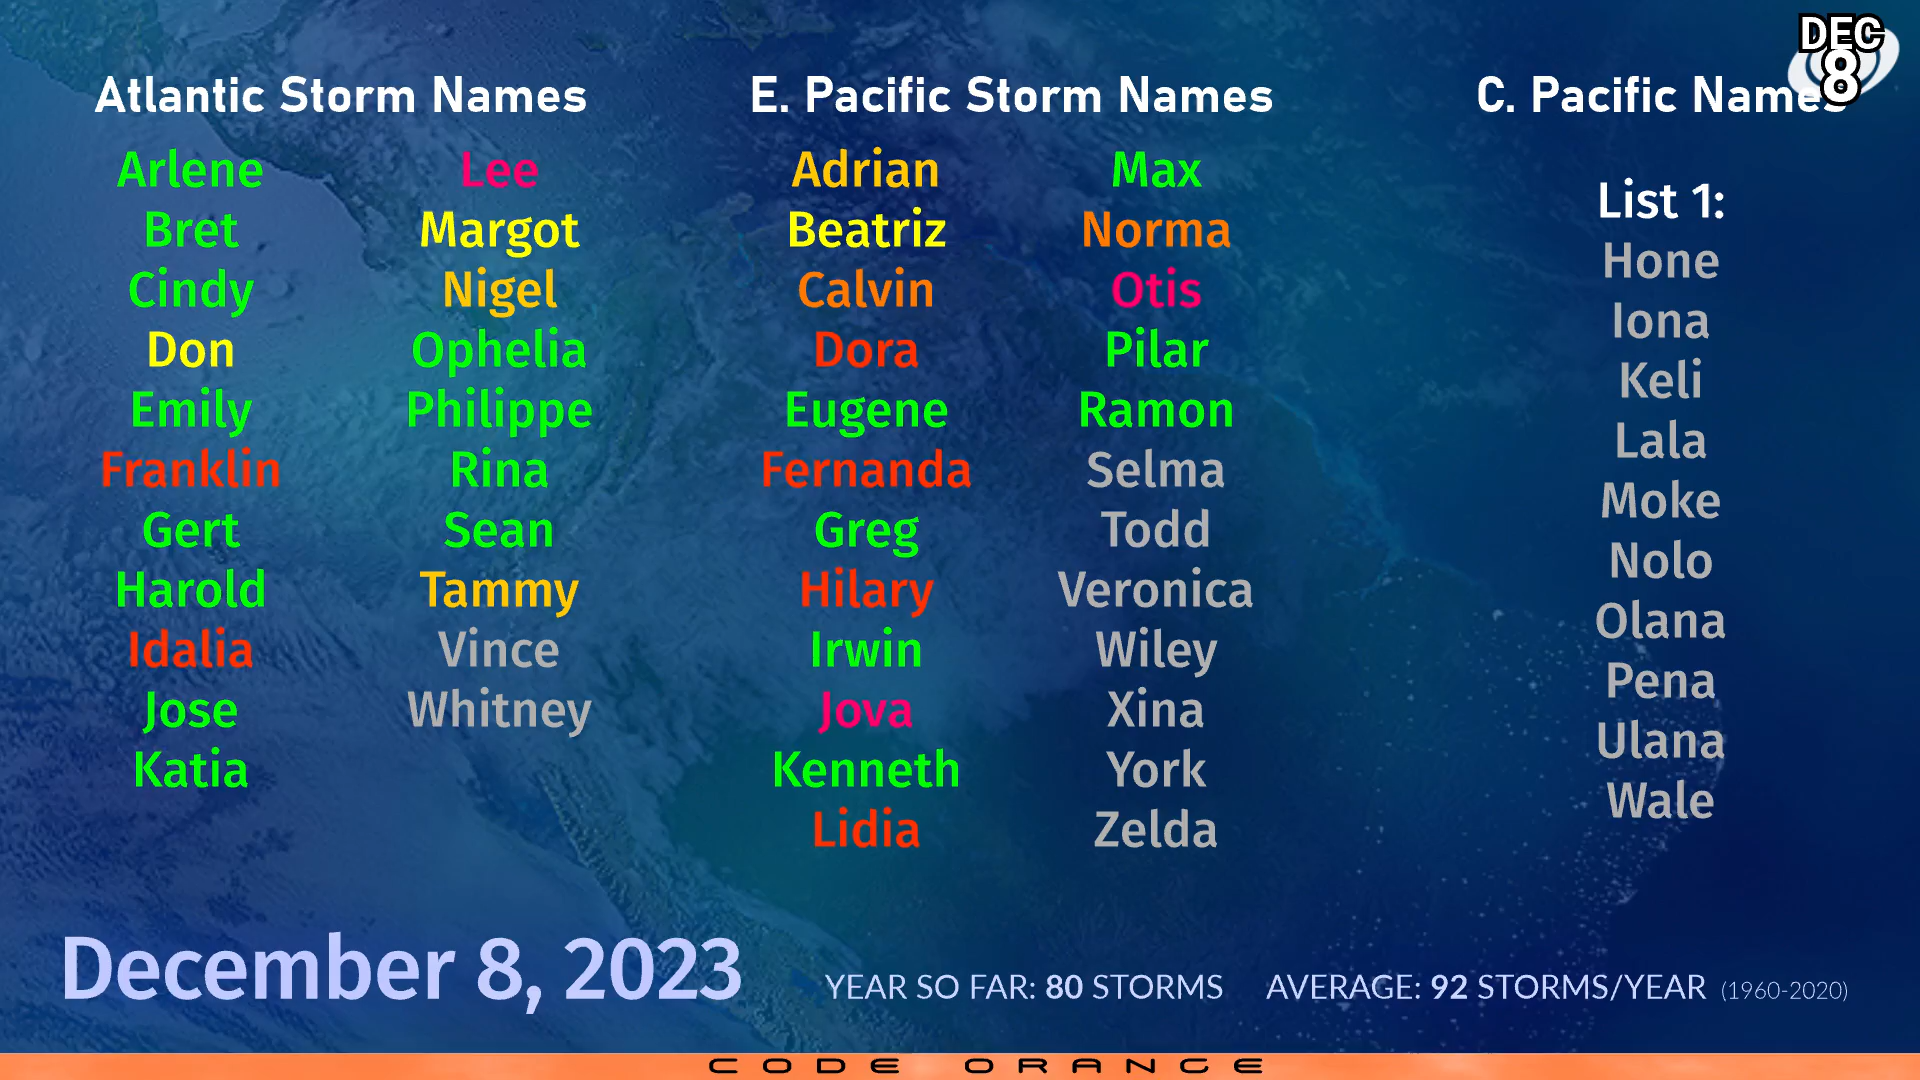 DEC
8
Atlantic Storm Names
Arlene
Bret
Cindy
Don
Emily
Franklin
Gert
Harold
Idalia
Jose
Katia
Lee
Margot
Nigel
Ophelia
Philippe
Rina
Sean
Tammy
Vince
Whitney
E. Pacific Storm Names
Adrian
Beatriz
Calvin
Dora
Eugene
Fernanda
Greg
Hilary
Irwin
Jova
Kenneth
Lidia
Max
Norma
Otis
Pilar
Ramon
Selma
Todd
Veronica
Wiley
Xina
York
Zelda
C. Pacific Names
List 1:
Hone
Iona
Keli
Lala
Moke
Nolo
Olana
Pena
Ulana
Wale
December 8, 2023
YEAR SO FAR: 80 STORMS AVERAGE: 92 STORMS/YEAR (1960-2020)
CODE ORANGE